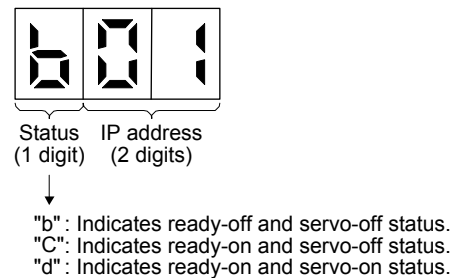 b01
Status IP address
(1 digit) (2 digits)
"b" : Indicates ready-off and servo-off status.
"C": Indicates ready-on and servo-off status.
"d" : Indicates ready-on and servo-on status.